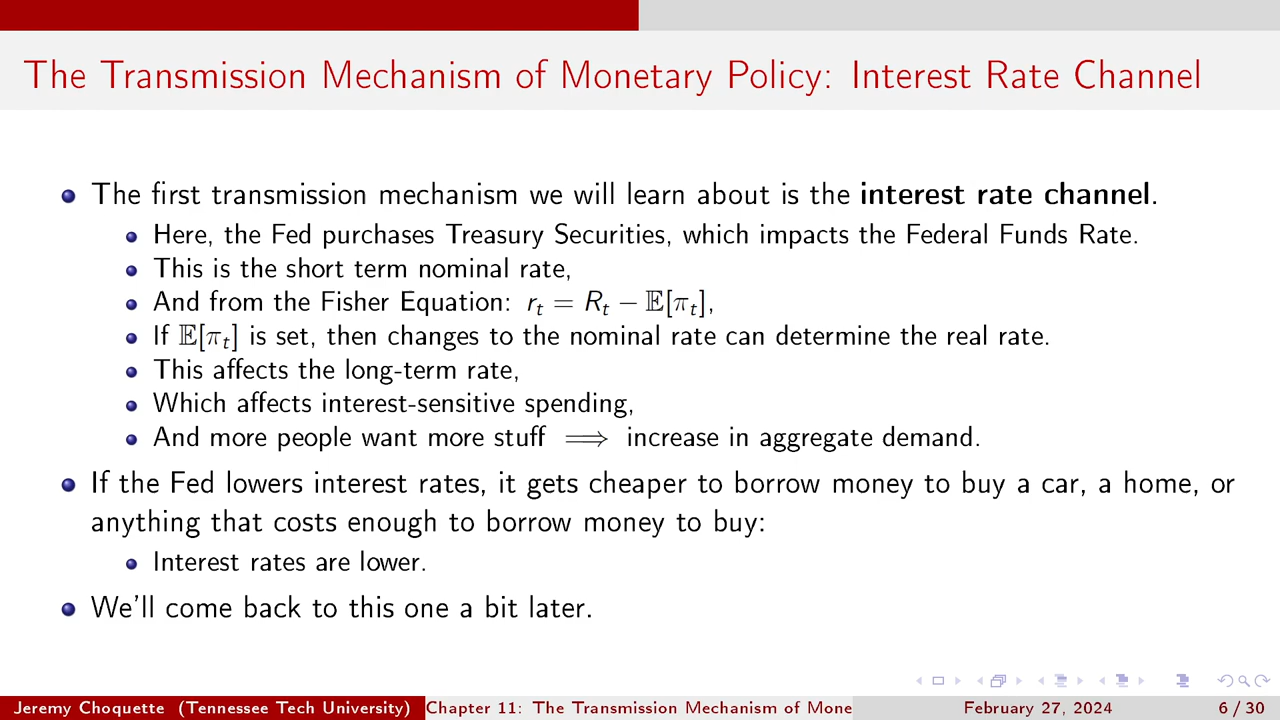 The Transmission Mechanism of Monetary Policy: Interest Rate Channel
The first transmission mechanism we will learn about is the interest rate channel.
Here, the Fed purchases Treasury Securities, which impacts the Federal Funds Rate.
This is the short term nominal rate,
And from the Fisher Equation: rₜ = Rₜ − 𝔼[πₜ],
If 𝔼[πₜ] is set, then changes to the nominal rate can determine the real rate.
This affects the long-term rate,
Which affects interest-sensitive spending,
And more people want more stuff ⟹ increase in aggregate demand.
If the Fed lowers interest rates, it gets cheaper to borrow money to buy a car, a home, or
anything that costs enough to borrow money to buy:
Interest rates are lower.
We'll come back to this one a bit later.
Jeremy Choquette (Tennessee Tech University) Chapter 11: The Transmission Mechanism of Mone February 27, 2024 6 / 30